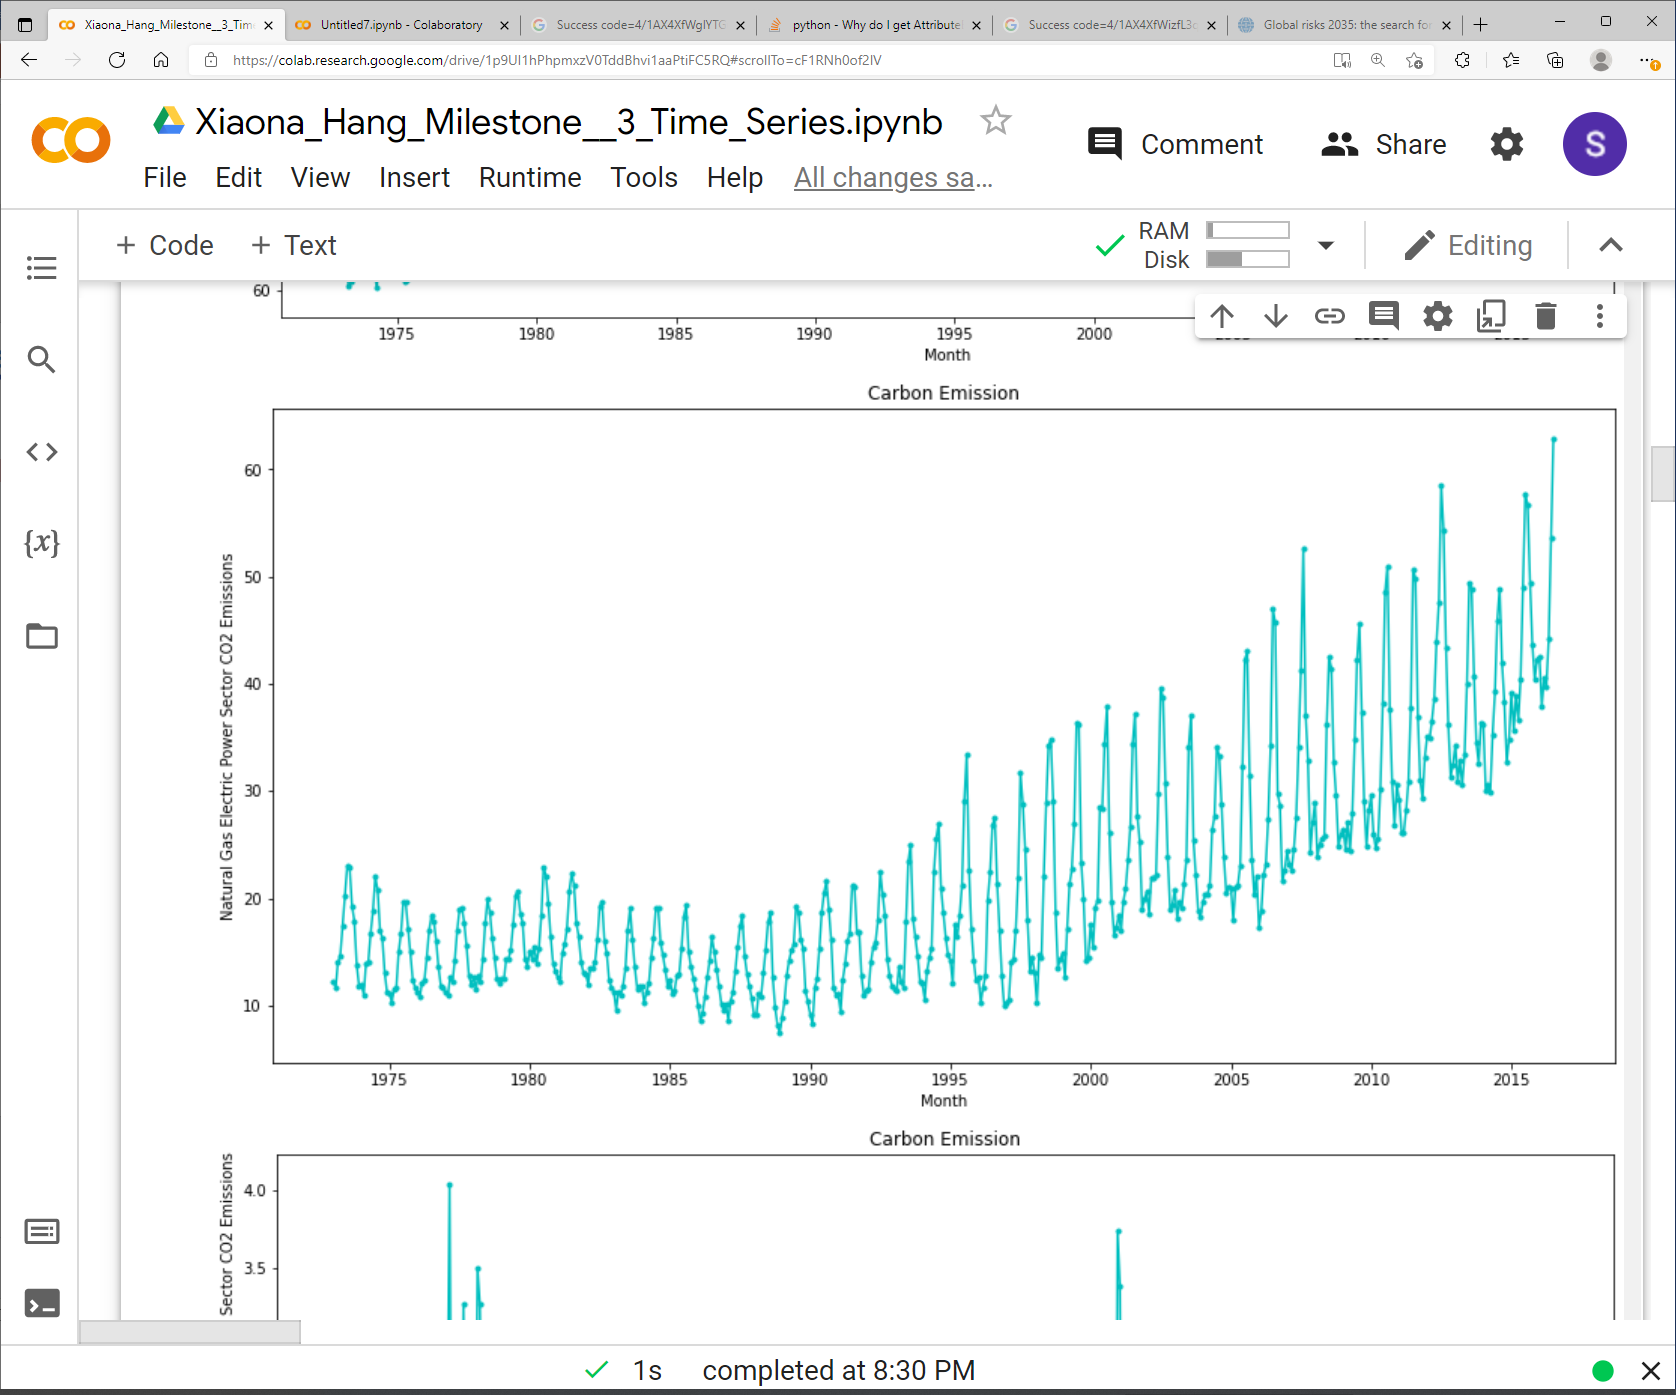 Xiaona_Hang_Milestone__3_Tim
Untitled7.ipynb - Colaboratory
Success code=4/1AX4XfWgIYTG
python - Why do I get Attribute
Success code=4/1AX4XfWizfL3c
Global risks 2035: the search for
https://colab.research.google.com/drive/1p9UI1hPhpmxzV0TddBhvi1aaPtiFC5RQ#scrollTo=cF1RNh0of2IV
Xiaona_Hang_Milestone__3_Time_Series.ipynb
Comment
Share
S
File Edit View Insert Runtime Tools Help All changes sa...
+ Code + Text
RAM
Disk
Editing
{x}
60
1975 1980 1985 1990 1995 2000
Month
Carbon Emission
Natural Gas Electric Power Sector CO2 Emissions
60
50
40
30
20
10
1975 1980 1985 1990 1995 2000 2005 2010 2015
Month
Carbon Emission
Sector CO2 Emissions
4.0
3.5
1s completed at 8:30 PM